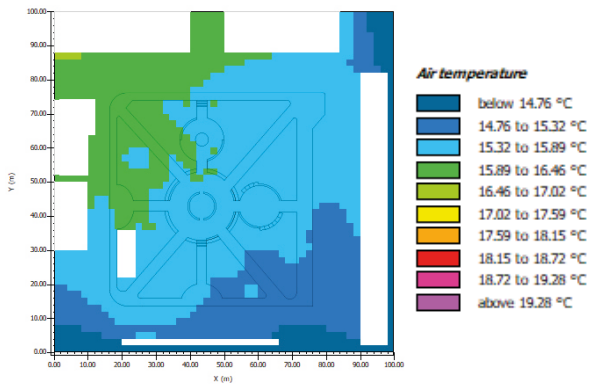 100.00
90.00
80.00
70.00
60.00
50.00
40.00
30.00
20.00
10.00
0.00
Y (m)
0.00 10.00 20.00 30.00 40.00 50.00 60.00 70.00 80.00 90.00 100.00
X (m)
Air temperature
below 14.76 °C
14.76 to 15.32 °C
15.32 to 15.89 °C
15.89 to 16.46 °C
16.46 to 17.02 °C
17.02 to 17.59 °C
17.59 to 18.15 °C
18.15 to 18.72 °C
18.72 to 19.28 °C
above 19.28 °C